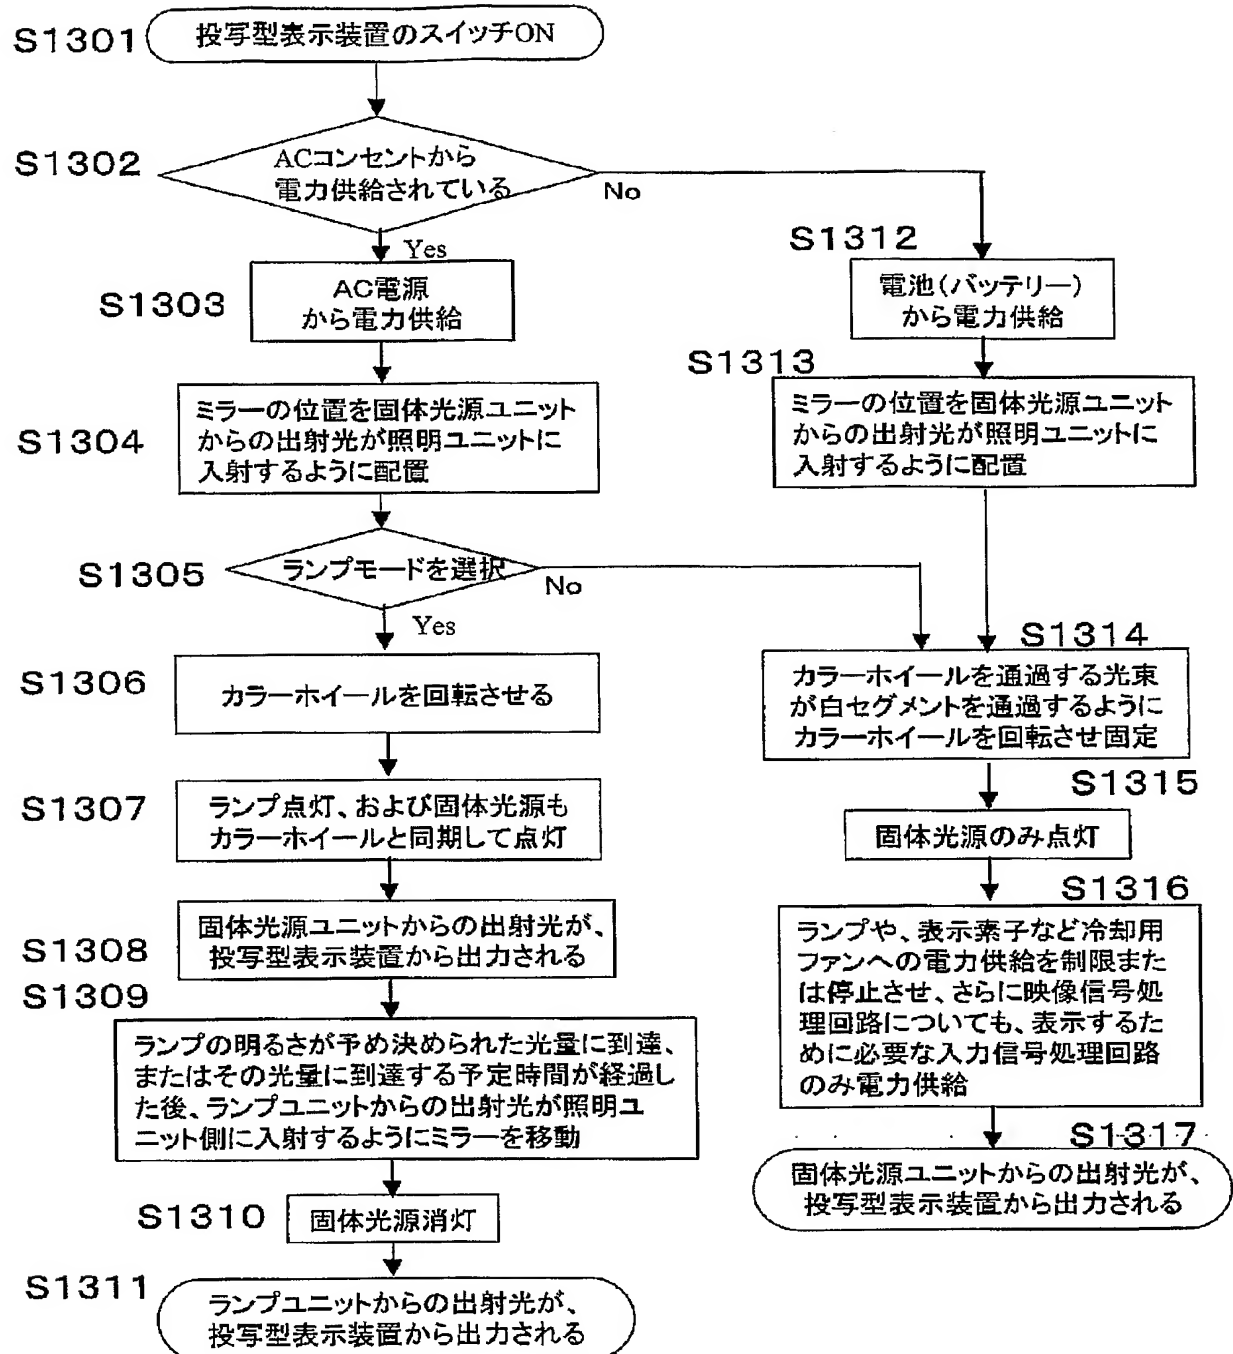 S1301
投写型表示装置のスイッチON
S1302
ACコンセントから
電力供給されている
No
Yes
S1303
AC電源
から電力供給
S1304
ミラーの位置を固体光源ユニット
からの出射光が照明ユニットに
入射するように配置
S1305
ランプモードを選択
No
Yes
S1306
カラーホイールを回転させる
S1307
ランプ点灯、および固体光源も
カラーホイールと同期して点灯
S1308
固体光源ユニットからの出射光が、
投写型表示装置から出力される
S1309
ランプの明るさが予め決められた光量に到達、
またはその光量に到達する予定時間が経過し
た後、ランプユニットからの出射光が照明ユ
ニット側に入射するようにミラーを移動
S1310
固体光源消灯
S1311
ランプユニットからの出射光が、
投写型表示装置から出力される
S1312
電池(バッテリー)
から電力供給
S1313
ミラーの位置を固体光源ユニット
からの出射光が照明ユニットに
入射するように配置
S1314
カラーホイールを通過する光束
が白セグメントを通過するように
カラーホイールを回転させ固定
S1315
固体光源のみ点灯
S1316
ランプや、表示素子など冷却用
ファンへの電力供給を制限また
は停止させ、さらに映像信号処
理回路についても、表示するた
めに必要な入力信号処理回路
のみ電力供給
S1317
固体光源ユニットからの出射光が、
投写型表示装置から出力される